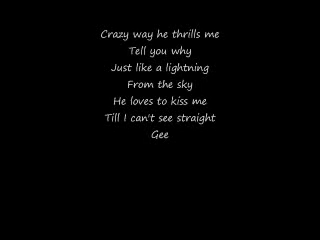 Crazy way he thrills me
Tell you why
Just like a lightning
From the sky
He loves to kiss me
Till I can't see straight
Gee